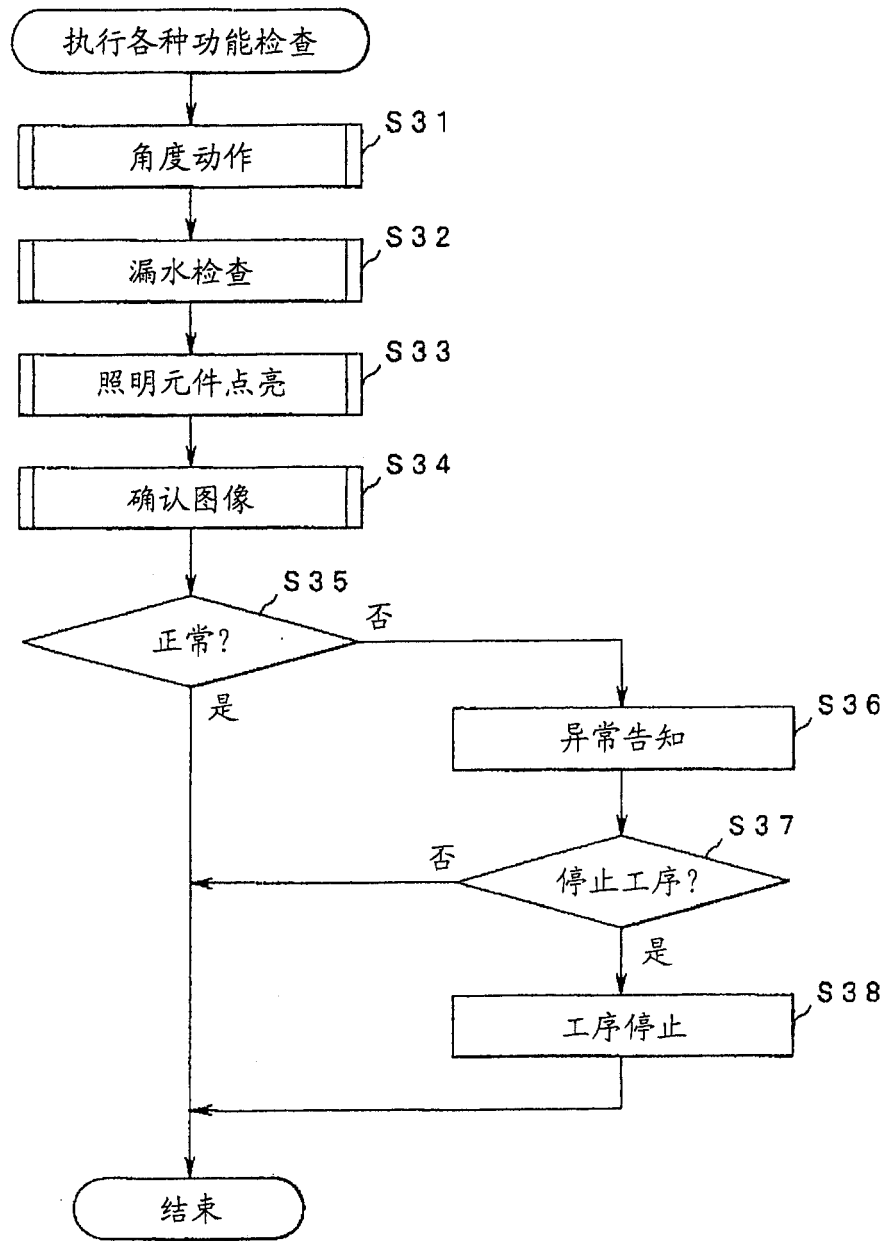 执行各种功能检查
S31
角度动作
S32
漏水检查
S33
照明元件点亮
S34
确认图像
S35
正常?
否
是
S36
异常告知
S37
否
停止工序?
是
S38
工序停止
结束